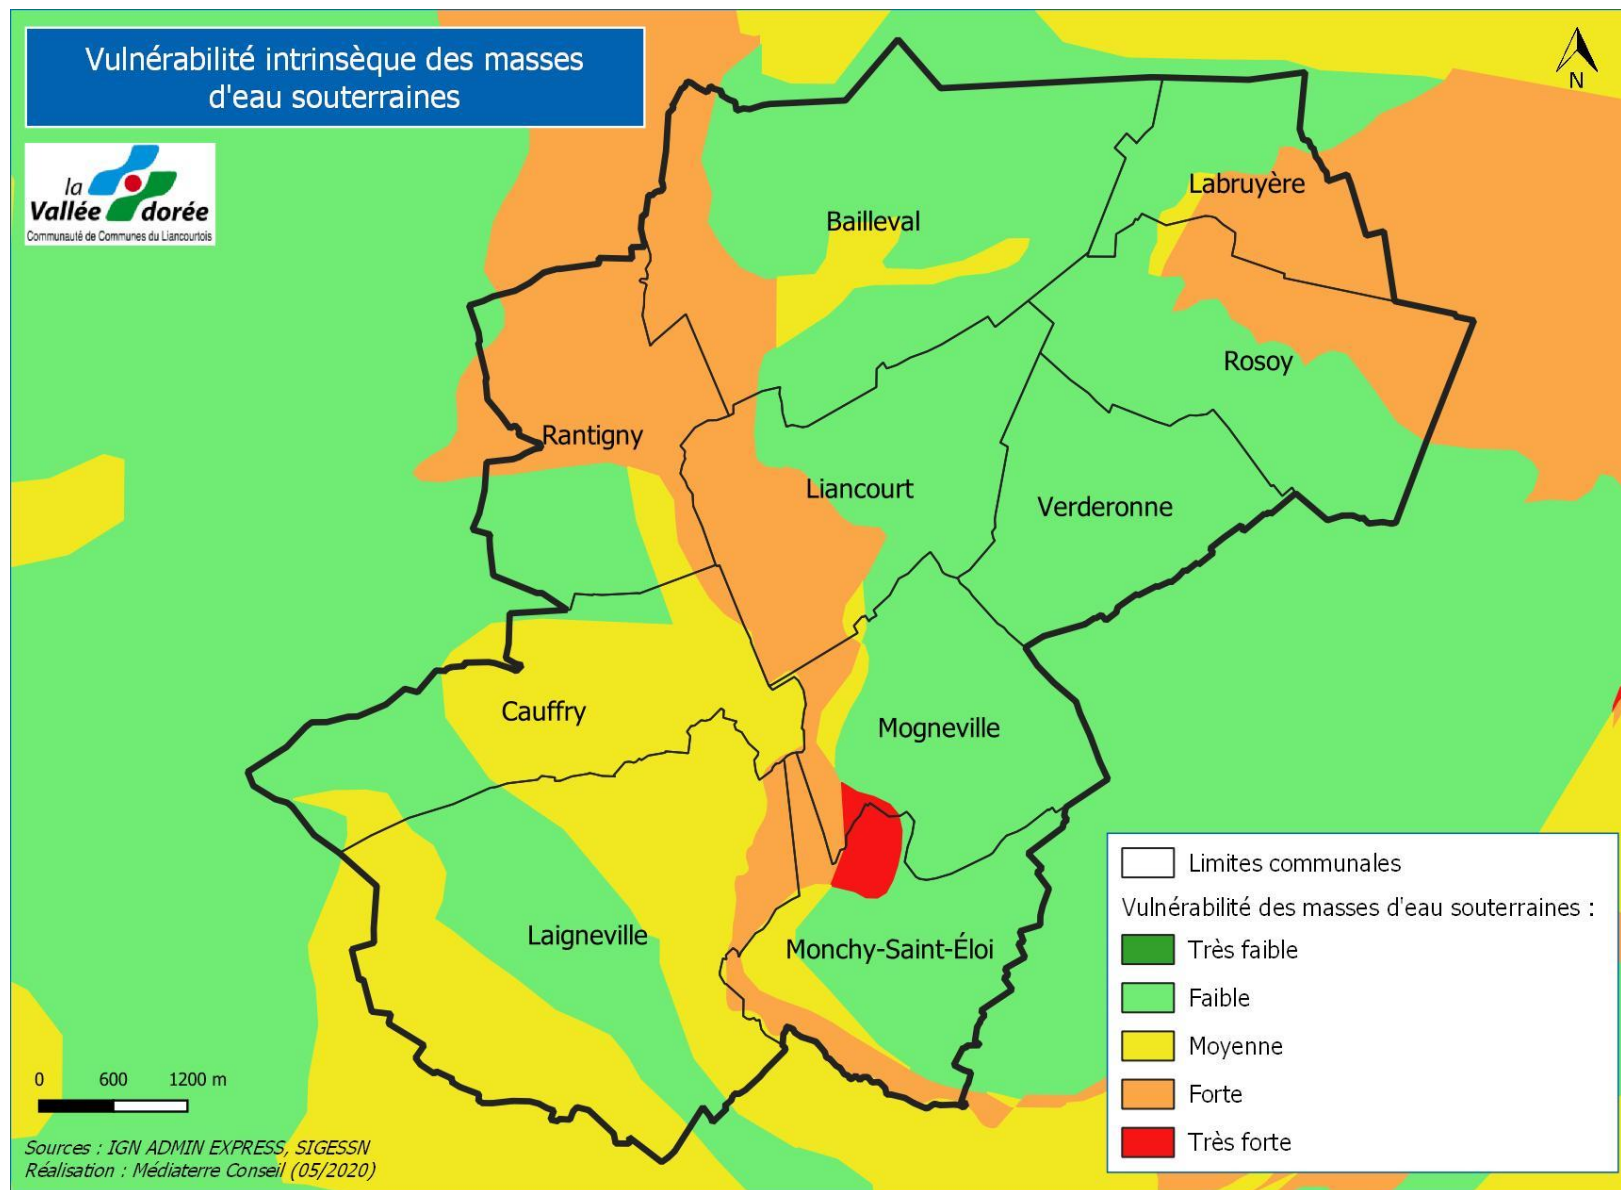 Vulnérabilité intrinsèque des masses
d'eau souterraines
la
Vallée dorée
Communauté de Communes du Liancourtois
N
Labruyère
Bailleval
Rosoy
Rantigny
Liancourt
Verderonne
Cauffry
Mogneville
Laigneville
Monchy-Saint-Éloi
Limites communales
Vulnérabilité des masses d'eau souterraines :
Très faible
Faible
Moyenne
Forte
Très forte
0 600 1200 m
Sources : IGN ADMIN EXPRESS, SIGESSN
Réalisation : Médiaterre Conseil (05/2020)